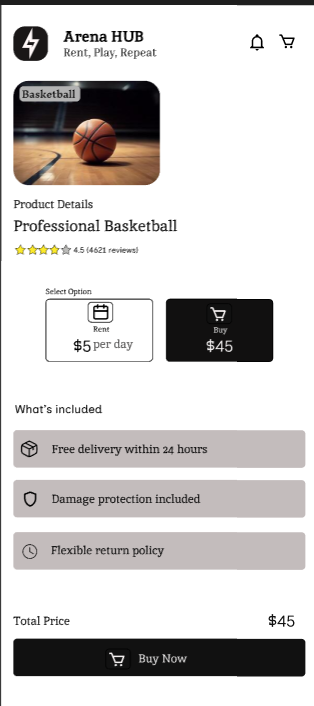 Arena HUB
Rent, Play, Repeat
Basketball
Product Details
Professional Basketball
4.5 (4621 reviews)
Select Option
Rent
$5 per day
Buy
$45
What's included
Free delivery within 24 hours
Damage protection included
Flexible return policy
Total Price
$45
Buy Now